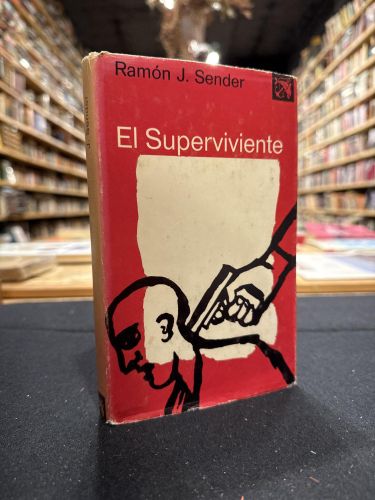 Ramón J. Sender
El Superviviente